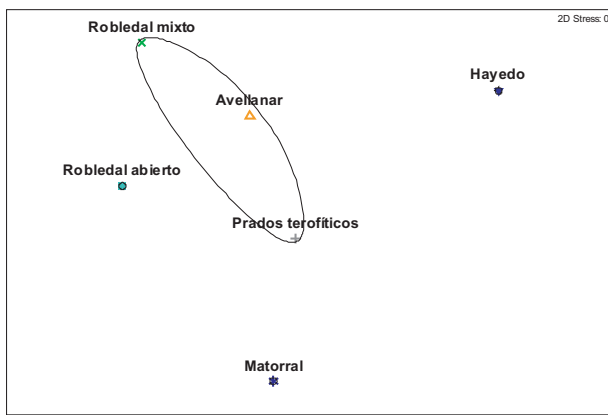 2D Stress: 0
Robledal mixto
Hayedo
Avellanar
Robledal abierto
Prados terofíticos
Matorral